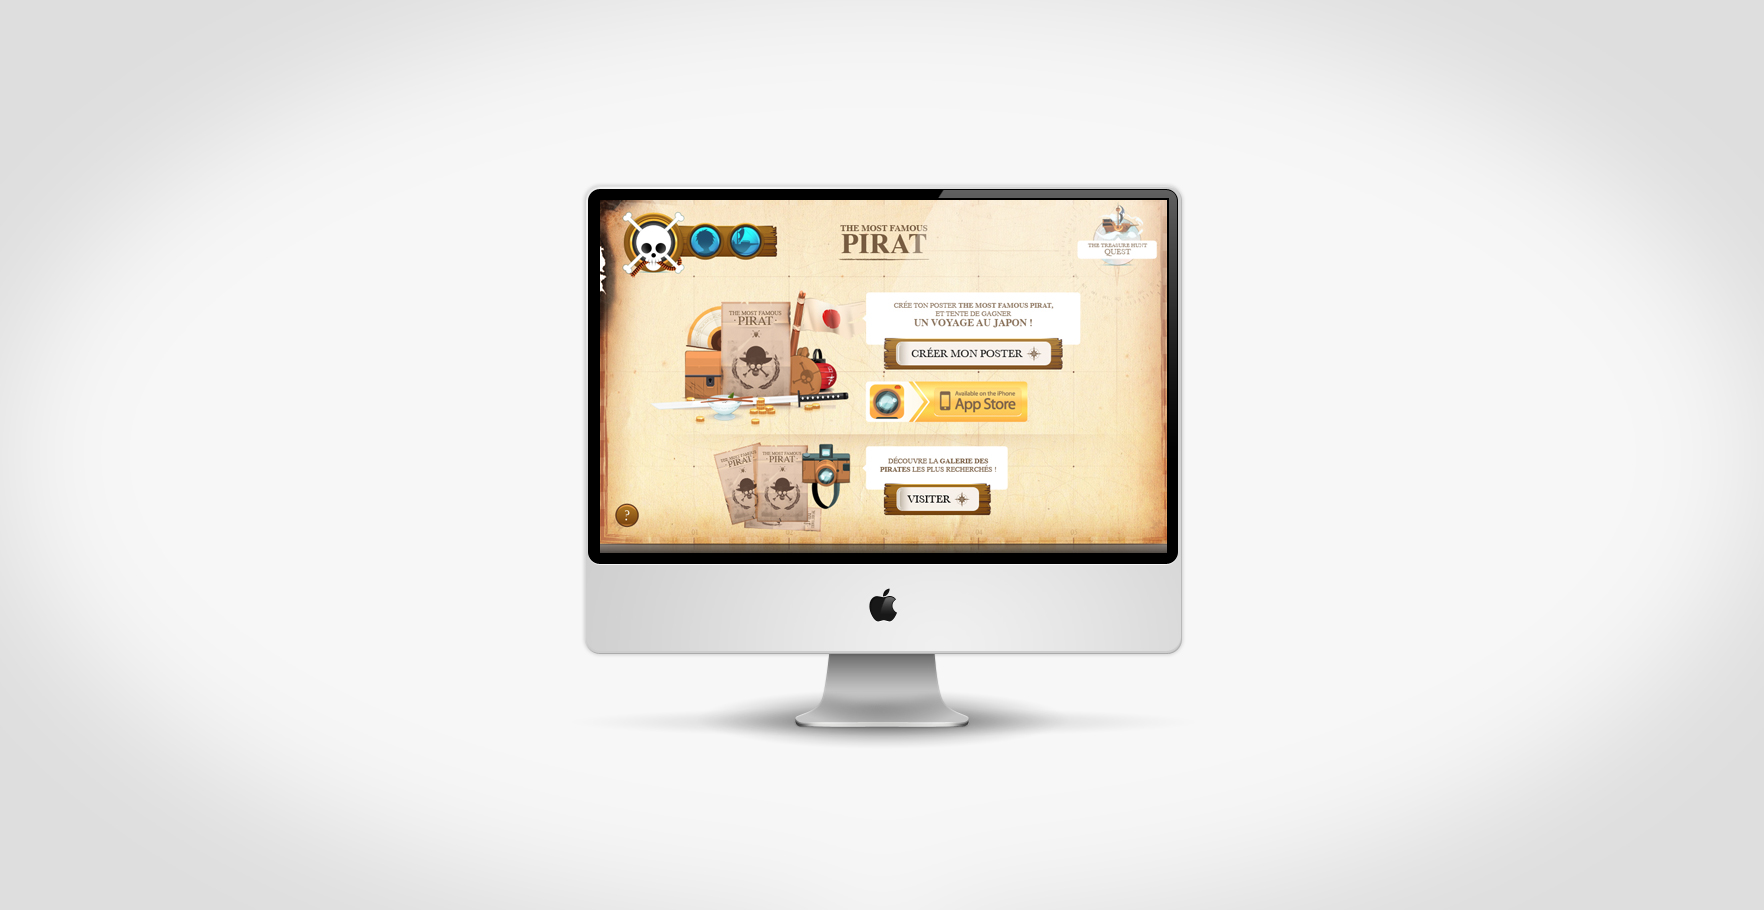 THE MOST FAMOUS
PIRAT
THE TREASURE HUNT
QUEST
THE MOST FAMOUS
PIRAT
CRÉE TON POSTER THE MOST FAMOUS PIRAT,
ET TENTE DE GAGNER
UN VOYAGE AU JAPON !
CRÉER MON POSTER
Available on the iPhone
App Store
THE MOST FAMOUS
PIRAT
THE MOST FAMOUS
PIRAT
DÉCOUVRE LA GALERIE DES
PIRATES LES PLUS RECHERCHÉS !
VISITER
?